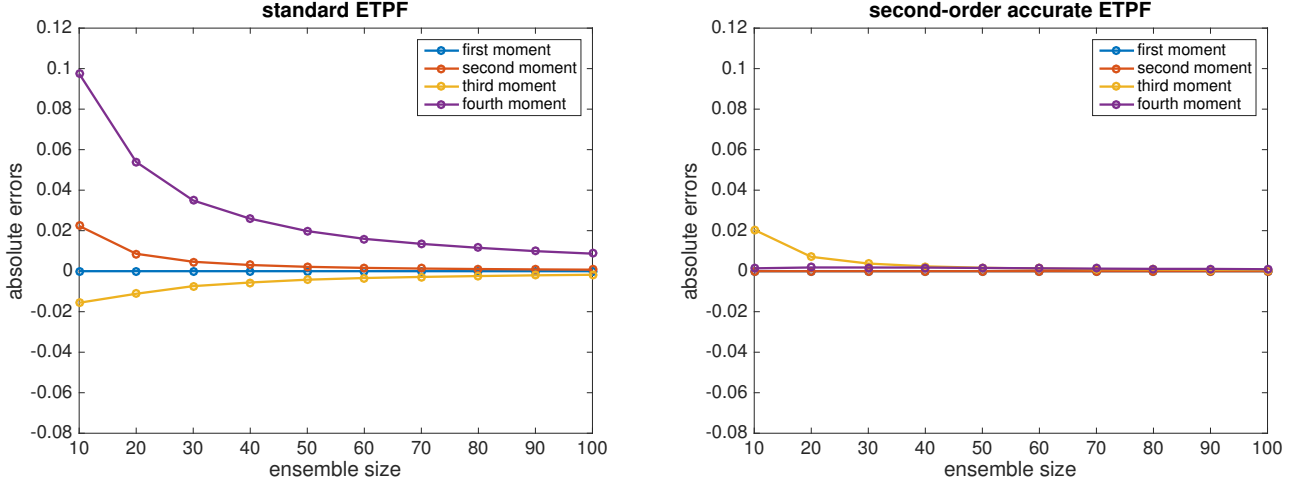 standard ETPF
0.12
0.1
0.08
0.06
0.04
0.02
0
-0.02
-0.04
-0.06
-0.08
absolute errors
first moment
second moment
third moment
fourth moment
10 20 30 40 50 60 70 80 90 100
ensemble size
second-order accurate ETPF
0.12
0.1
0.08
0.06
0.04
0.02
0
-0.02
-0.04
-0.06
-0.08
absolute errors
first moment
second moment
third moment
fourth moment
10 20 30 40 50 60 70 80 90 100
ensemble size